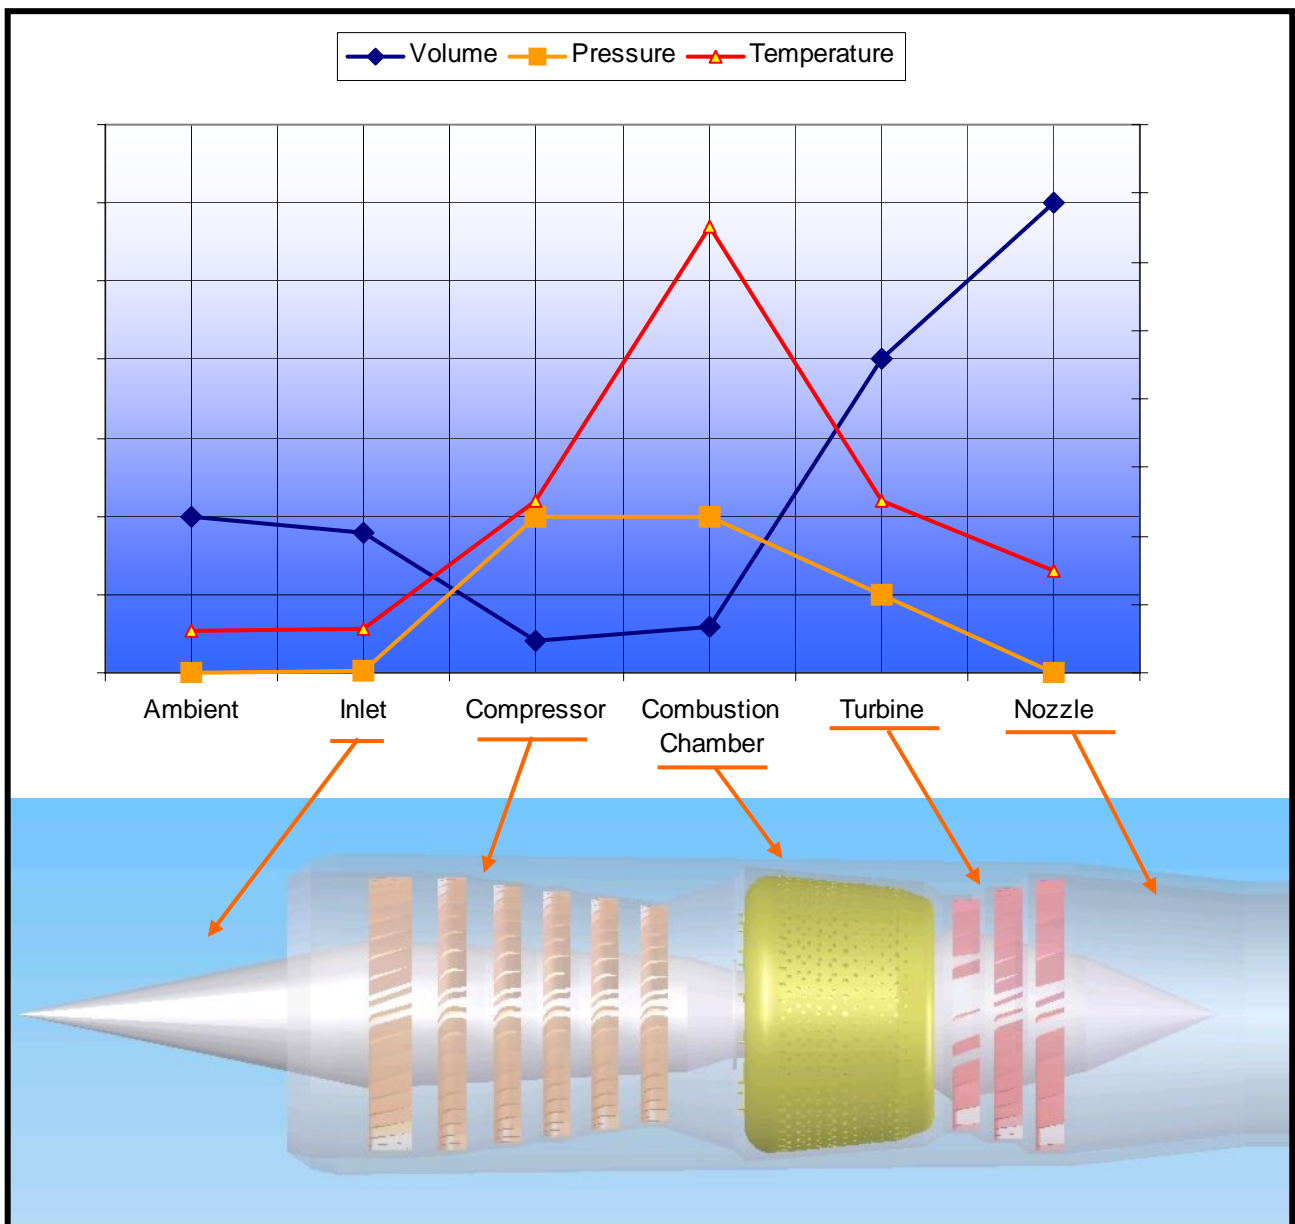 Volume Pressure Temperature
Ambient Inlet Compressor Combustion Turbine Nozzle
Chamber